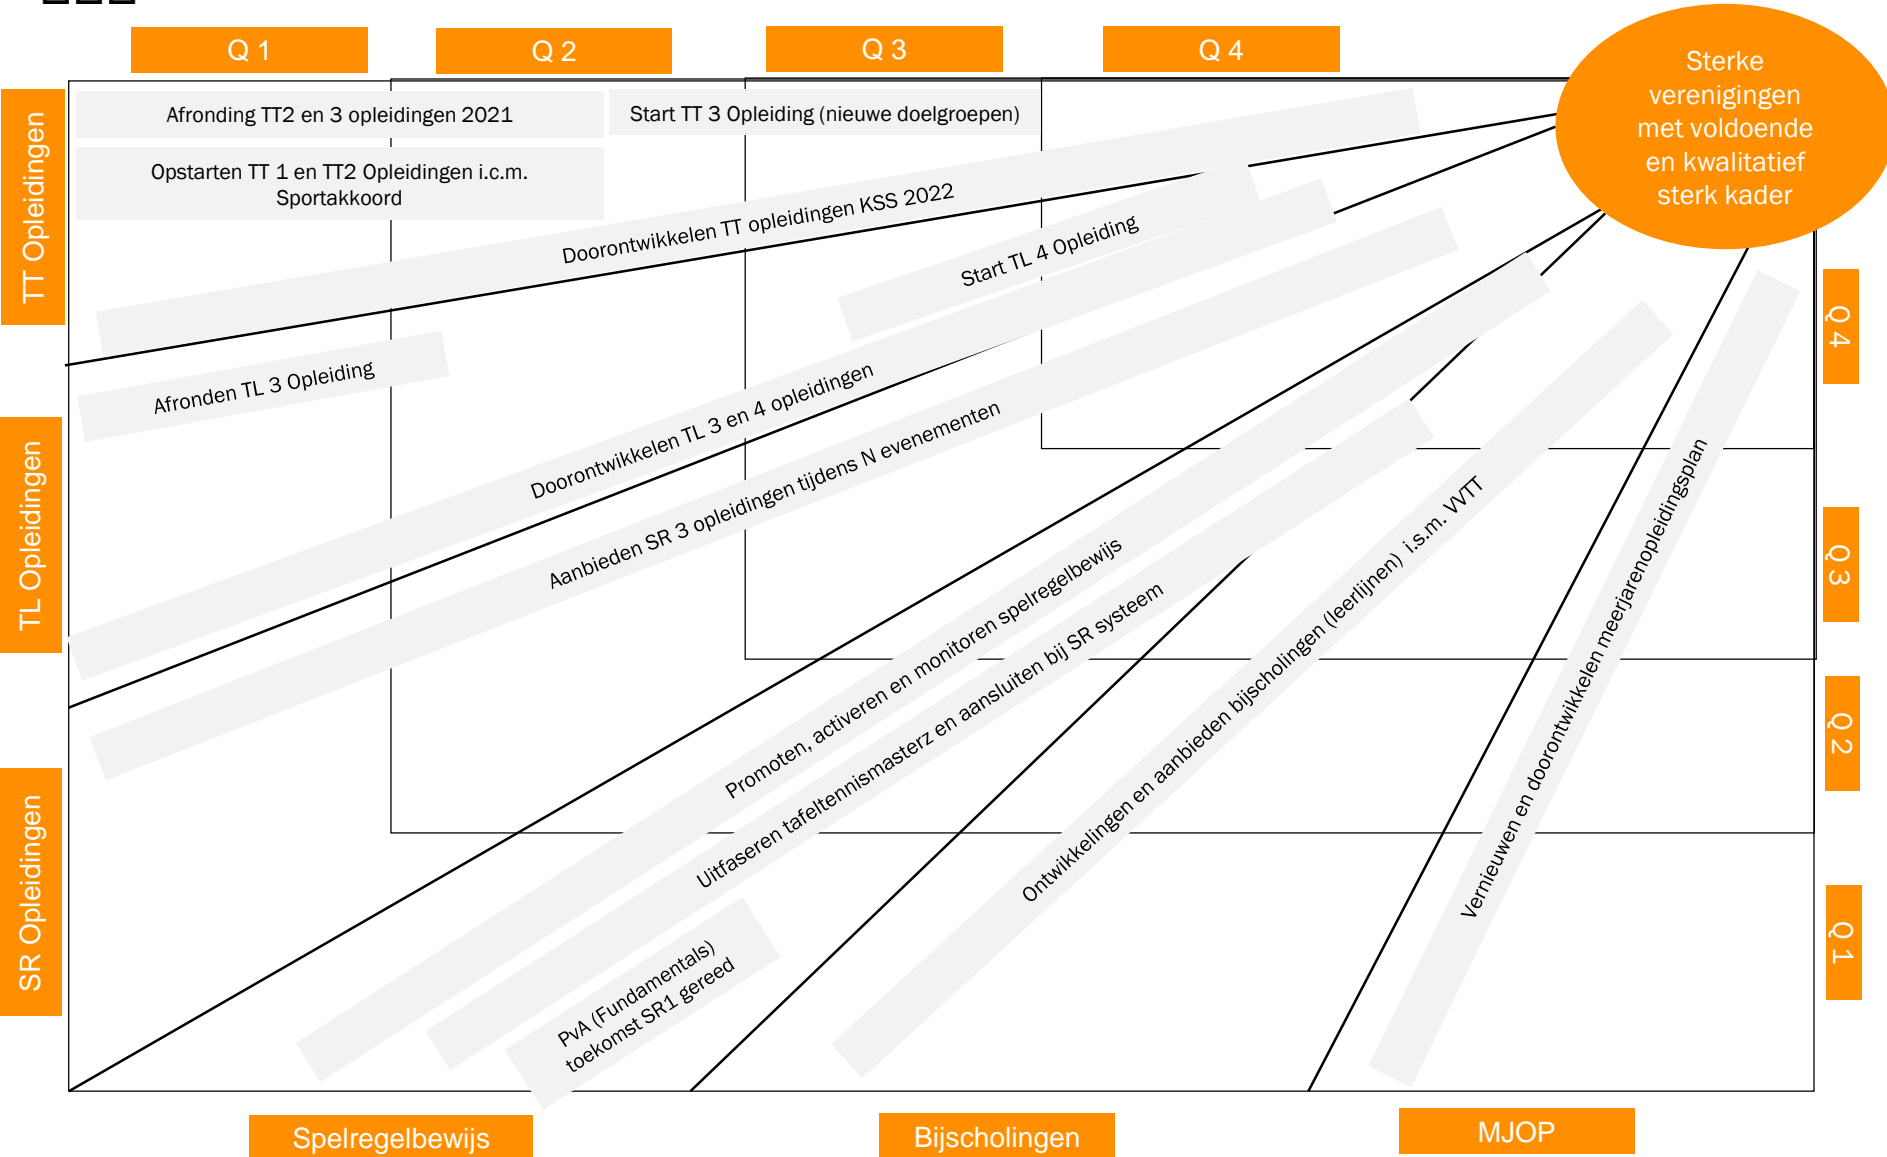 Q 1
Q 2
Q 3
Q 4
Sterke
verenigingen
met voldoende
en kwalitatief
sterk kader
TT Opleidingen
Afronding TT2 en 3 opleidingen 2021
Start TT 3 Opleiding (nieuwe doelgroepen)
Opstarten TT 1 en TT2 Opleidingen i.c.m.
Sportakkoord
Doorontwikkelen TT opleidingen KSS 2022
TL Opleidingen
Afronden TL 3 Opleiding
Start TL 4 Opleiding
Doorontwikkelen TL 3 en 4 opleidingen
SR Opleidingen
Aanbieden SR 3 opleidingen tijdens N evenementen
Promoten, activeren en monitoren spelregelbewijs
Uitfaseren tafeltennismasterz en aansluiten bij SR systeem
PvA (Fundamentals)
toekomst SR1 gereed
Ontwikkelingen en aanbieden bijscholingen (leerlijnen) i.s.m. VVTT
Vernieuwen en doorontwikkelen meerjarenopleidingsplan
Q 4
Q 3
Q 2
Q 1
Spelregelbewijs
Bijscholingen
MJOP